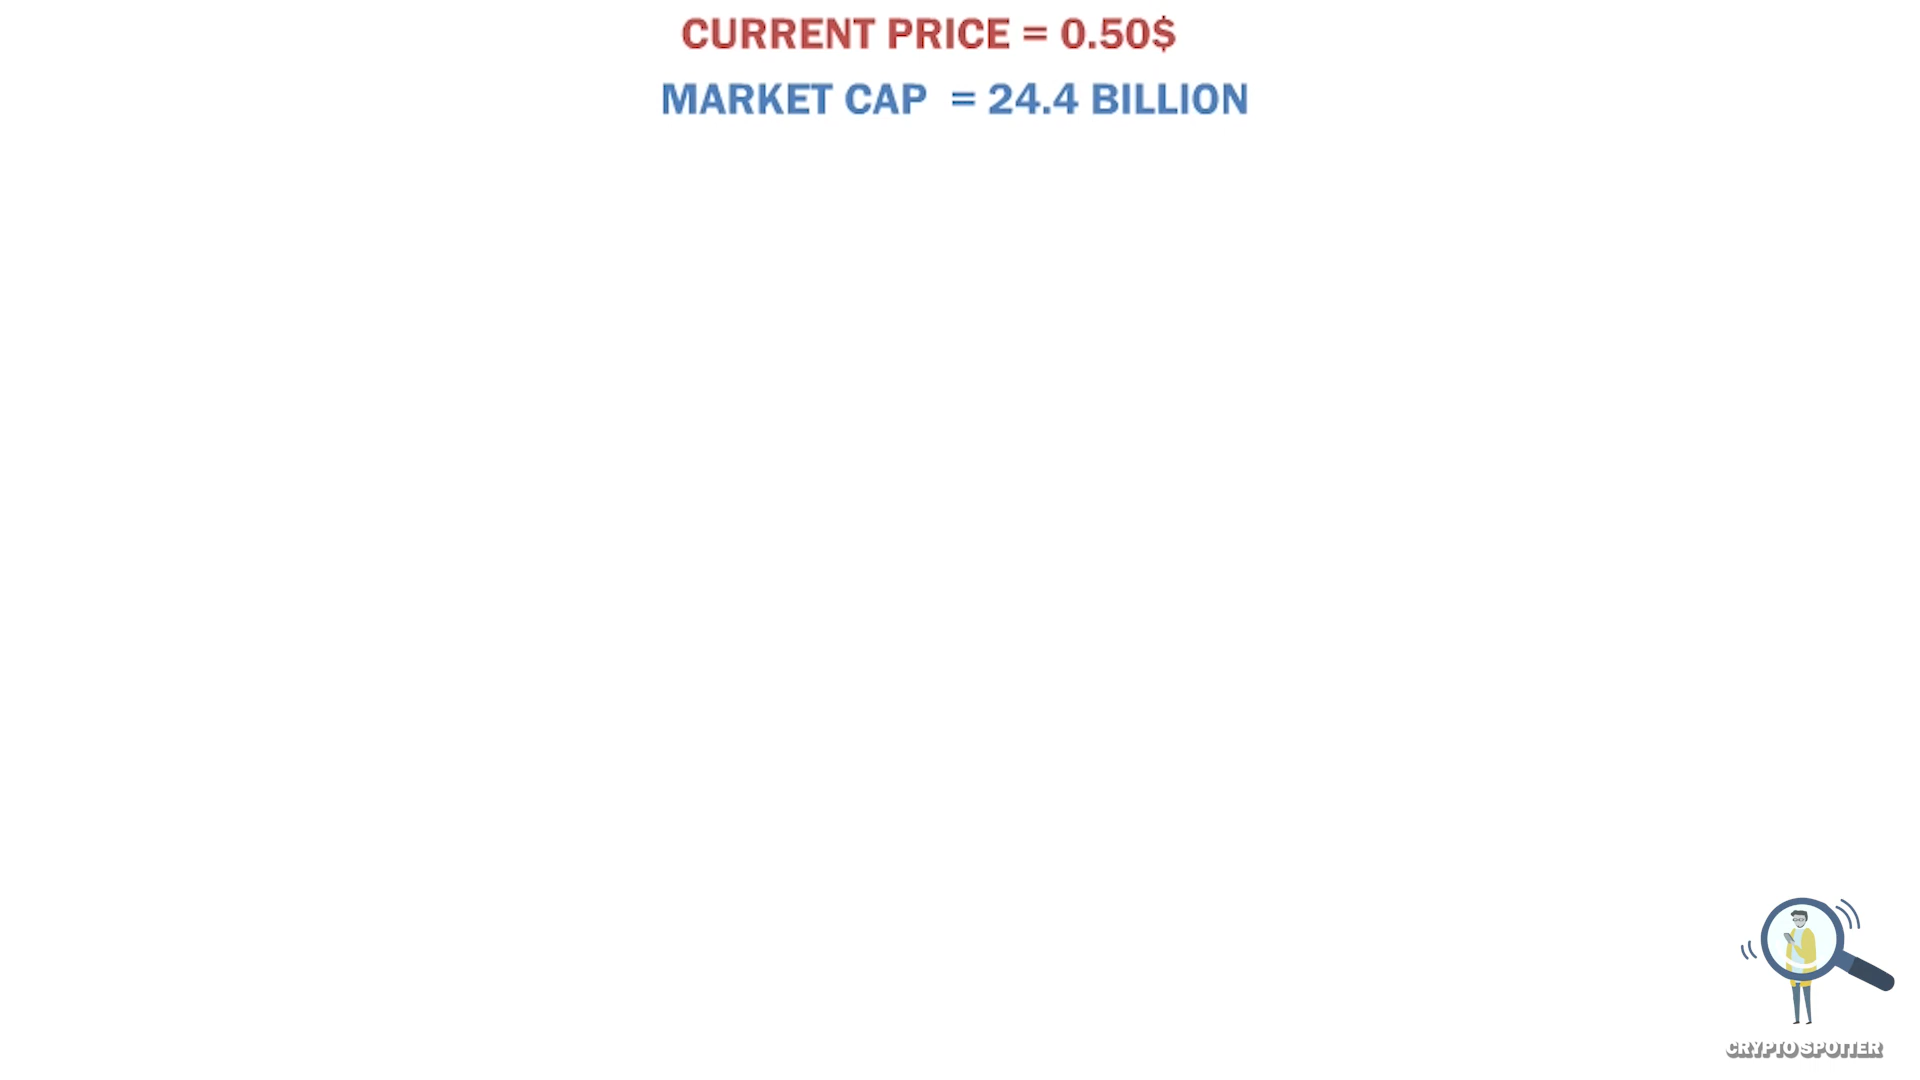 CURRENT PRICE = 0.50$
MARKET CAP = 24.4 BILLION
CRYPTO SPOTTER